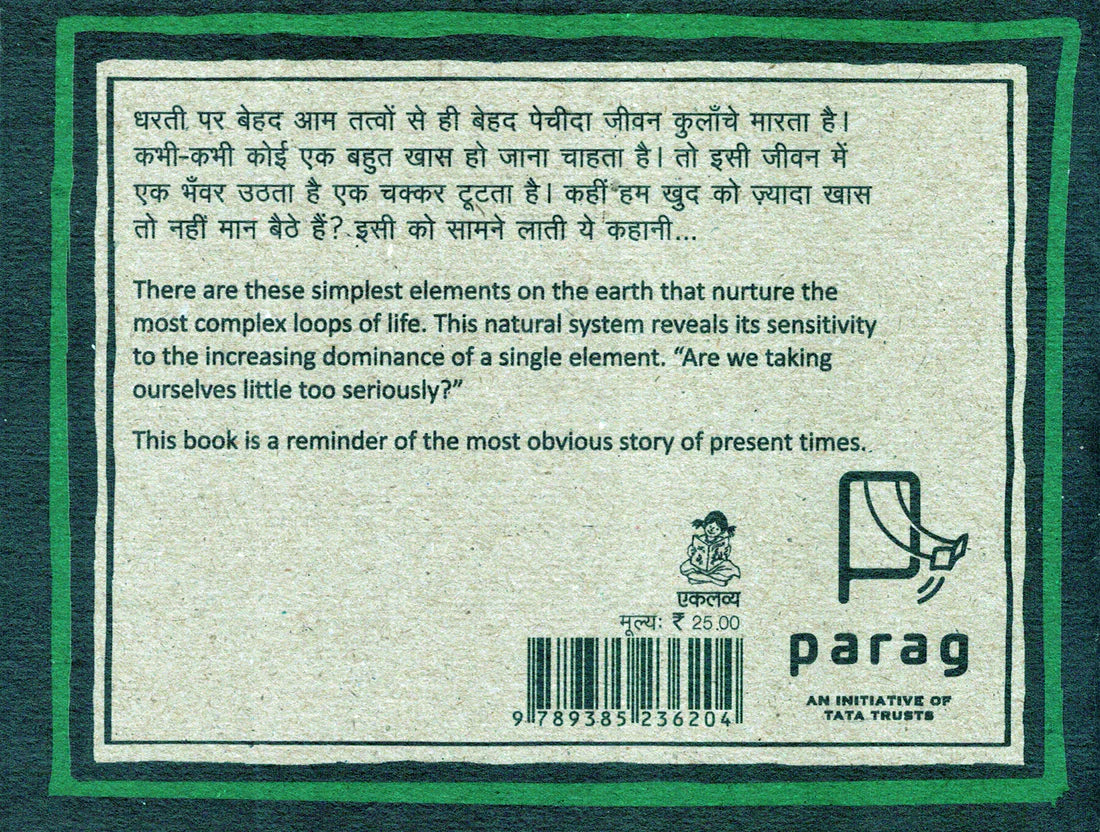 धरती पर बेहद आम तत्वों से ही बेहद पेचीदा जीवन कुलाँचे मारता है।
कभी-कभी कोई एक बहुत खास हो जाना चाहता है। तो इसी जीवन में
एक भँवर उठता है एक चक्कर टूटता है। कहीं हम खुद को ज़्यादा खास
तो नहीं मान बैठे हैं? इसी को सामने लाती ये कहानी...
There are these simplest elements on the earth that nurture the
most complex loops of life. This natural system reveals its sensitivity
to the increasing dominance of a single element. “Are we taking
ourselves little too seriously?”
This book is a reminder of the most obvious story of present times.
एकलव्य
मूल्य: ₹ 25.00
9 789385 236204
parag
AN INITIATIVE OF
TATA TRUSTS